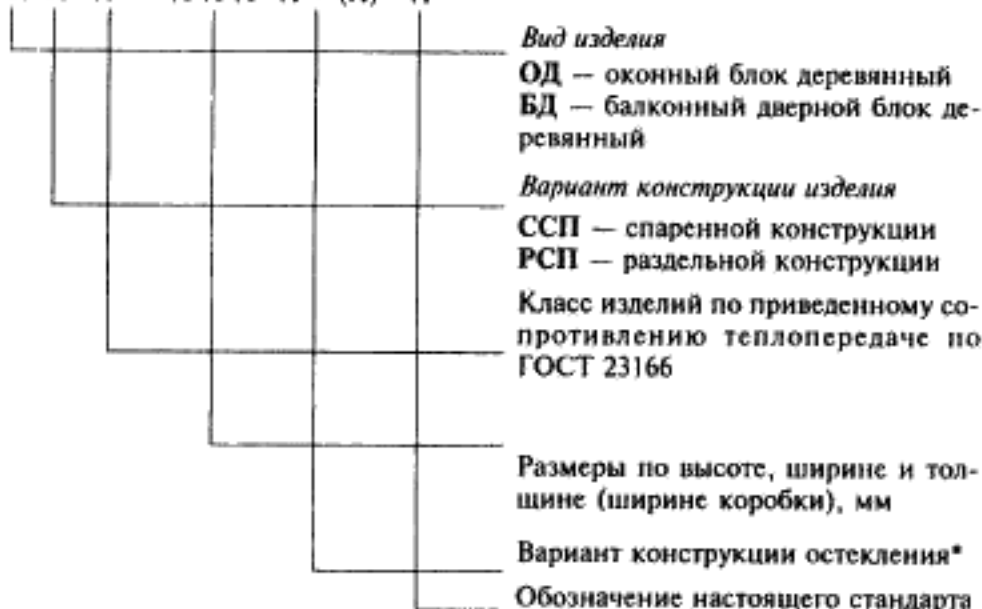 Вид изделия
ОД — оконный блок деревянный
БД — балконный дверной блок де-
ревянный
Вариант конструкции изделия
ССП — спаренной конструкции
РСП — раздельной конструкции
Класс изделий по приведенному со-
противлению теплопередаче по
ГОСТ 23166
Размеры по высоте, ширине и тол-
щине (ширине коробки), мм
Вариант конструкции остекления*
Обозначение настоящего стандарта